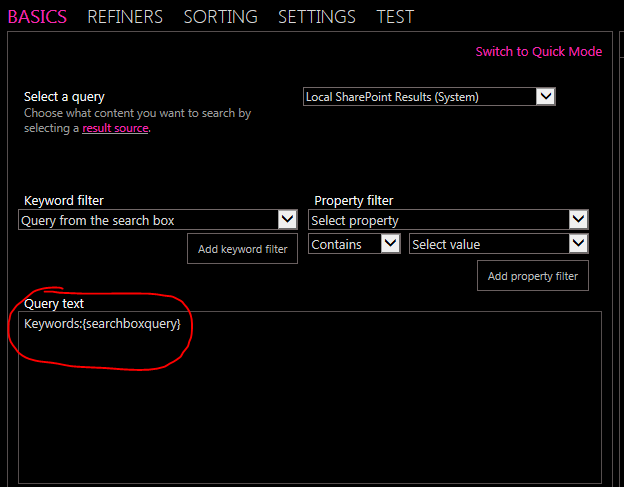 BASICS REFINERS SORTING SETTINGS TEST
Switch to Quick Mode
Select a query Local SharePoint Results (System)
Choose what content you want to search by
selecting a result source.
Keyword filter Property filter
Query from the search box Select property
Contains Select value
Add keyword filter
Add property filter
Query text
Keywords:{searchboxquery}